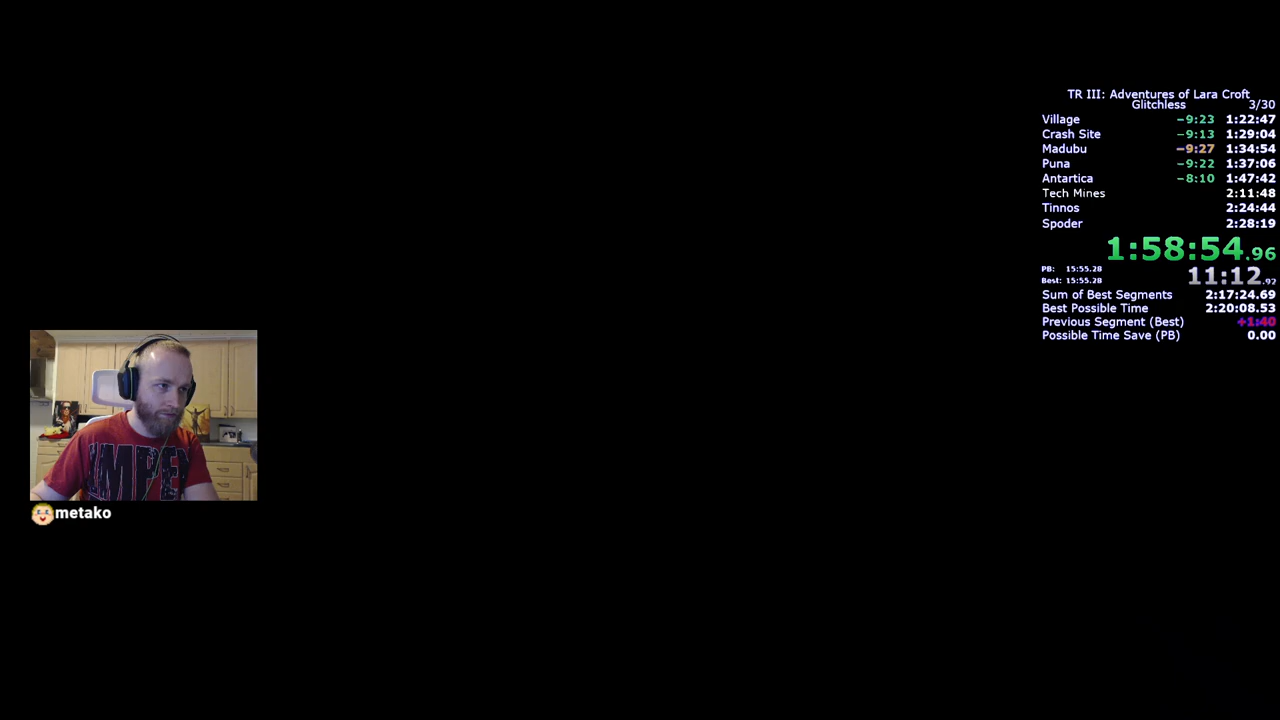 TR III: Adventures of Lara Croft
Glitchless 3/30
Village -9:23 1:22:47
Crash Site -9:13 1:29:04
Madubu -9:27 1:34:54
Puna -9:22 1:37:06
Antartica -8:10 1:47:42
Tech Mines 2:11:48
Tinnos 2:24:44
Spoder 2:28:19
1:58:54.96
PB: 15:55.28
Best: 15:55.28
11:12.92
Sum of Best Segments 2:17:24.69
Best Possible Time 2:20:08.53
Previous Segment (Best) +1:40
Possible Time Save (PB) 0.00
metako